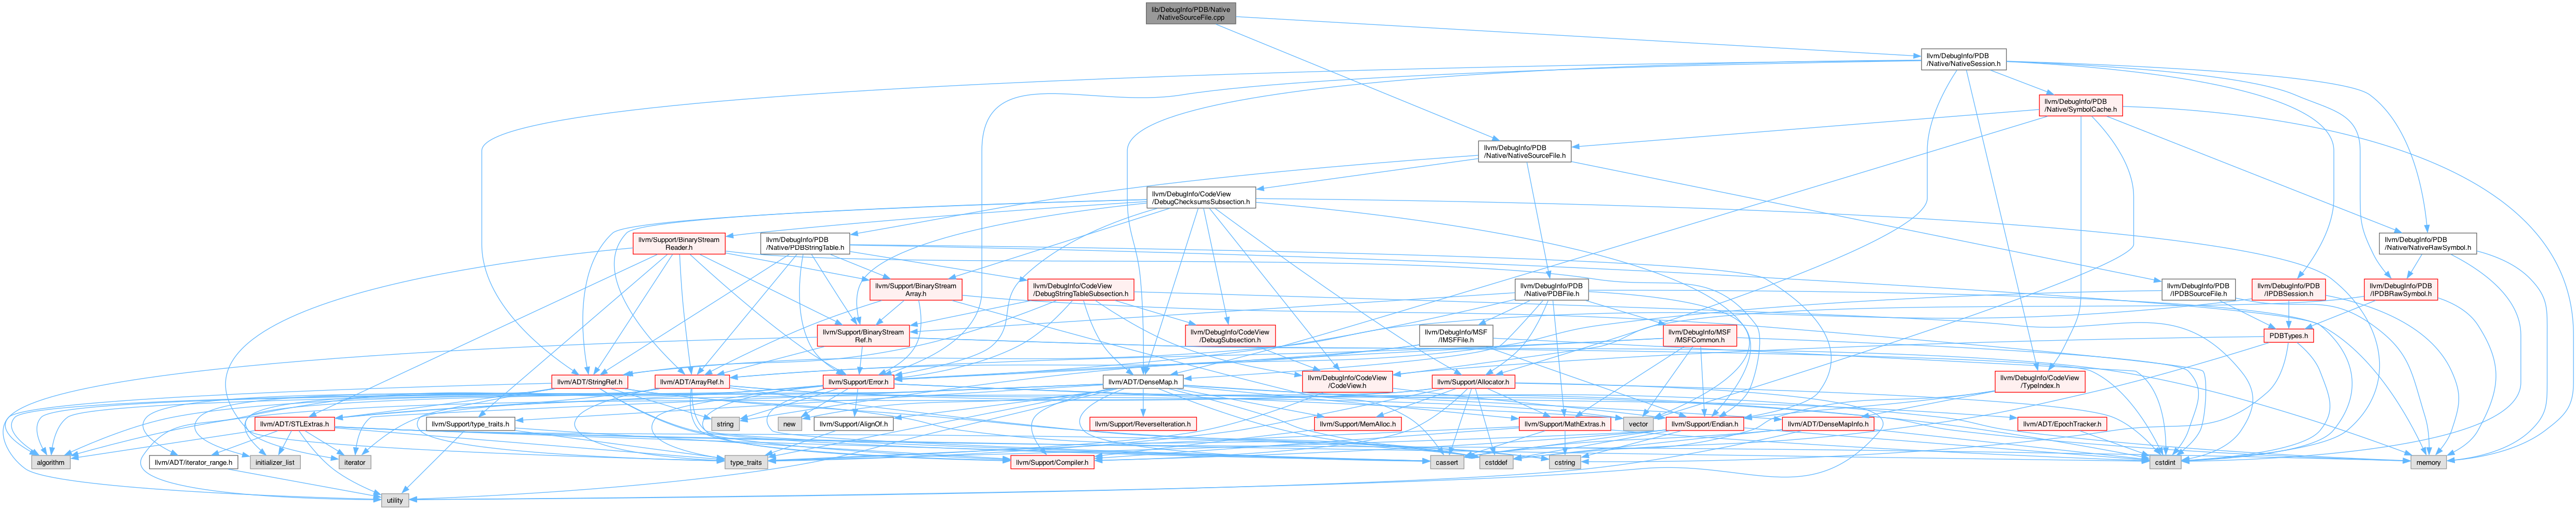 lib/DebugInfo/PDB/Native
/NativeSourceFile.cpp
llvm/DebugInfo/PDB
/Native/NativeSession.h
llvm/DebugInfo/PDB
/Native/SymbolCache.h
llvm/DebugInfo/PDB
/Native/NativeSourceFile.h
llvm/DebugInfo/CodeView
/DebugChecksumsSubsection.h
llvm/Support/BinaryStream
Reader.h
llvm/DebugInfo/PDB
/Native/PDBStringTable.h
llvm/DebugInfo/PDB
/Native/NativeRawSymbol.h
llvm/Support/BinaryStream
Array.h
llvm/DebugInfo/CodeView
/DebugStringTableSubsection.h
llvm/DebugInfo/PDB
/Native/PDBFile.h
llvm/DebugInfo/PDB
/IPDBSourceFile.h
llvm/DebugInfo/PDB
/IPDBSession.h
llvm/DebugInfo/PDB
/IPDBRawSymbol.h
llvm/Support/BinaryStream
Ref.h
llvm/DebugInfo/CodeView
/DebugSubsection.h
llvm/DebugInfo/MSF
/IMSFFile.h
llvm/DebugInfo/MSF
/MSFCommon.h
PDBTypes.h
llvm/ADT/StringRef.h
llvm/ADT/ArrayRef.h
llvm/Support/Error.h
llvm/ADT/DenseMap.h
llvm/DebugInfo/CodeView
/CodeView.h
llvm/Support/Allocator.h
llvm/DebugInfo/CodeView
/TypeIndex.h
llvm/ADT/STLExtras.h
llvm/Support/type_traits.h
string
new
llvm/Support/AlignOf.h
llvm/Support/ReverseIteration.h
llvm/Support/MemAlloc.h
llvm/Support/MathExtras.h
vector
llvm/Support/Endian.h
llvm/ADT/DenseMapInfo.h
llvm/ADT/EpochTracker.h
algorithm
llvm/ADT/iterator_range.h
initializer_list
iterator
type_traits
llvm/Support/Compiler.h
cassert
cstddef
cstring
cstdint
memory
utility